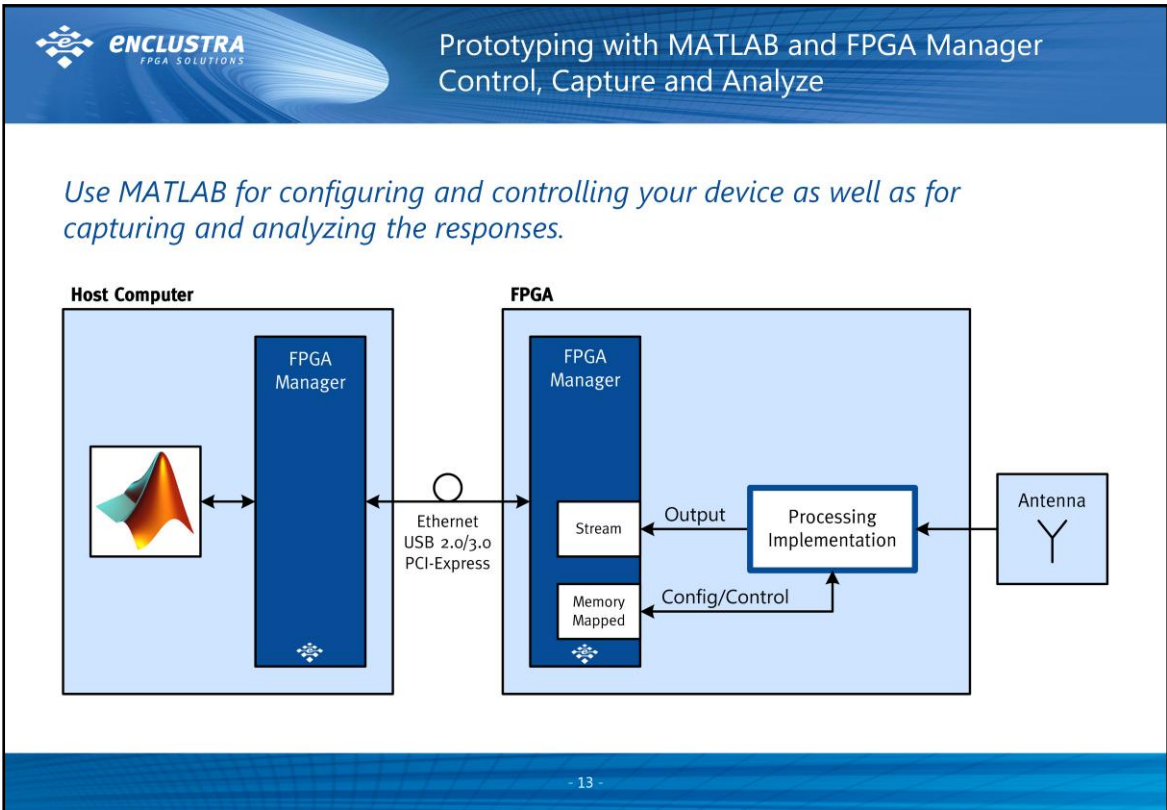 ENCLUSTRA
FPGA SOLUTIONS
Prototyping with MATLAB and FPGA Manager
Control, Capture and Analyze
Use MATLAB for configuring and controlling your device as well as for
capturing and analyzing the responses.
Host Computer
FPGA
Manager
Ethernet
USB 2.0/3.0
PCI-Express
FPGA
FPGA
Manager
Stream
Output
Processing
Implementation
Memory
Mapped
Config/Control
Antenna
- 13 -